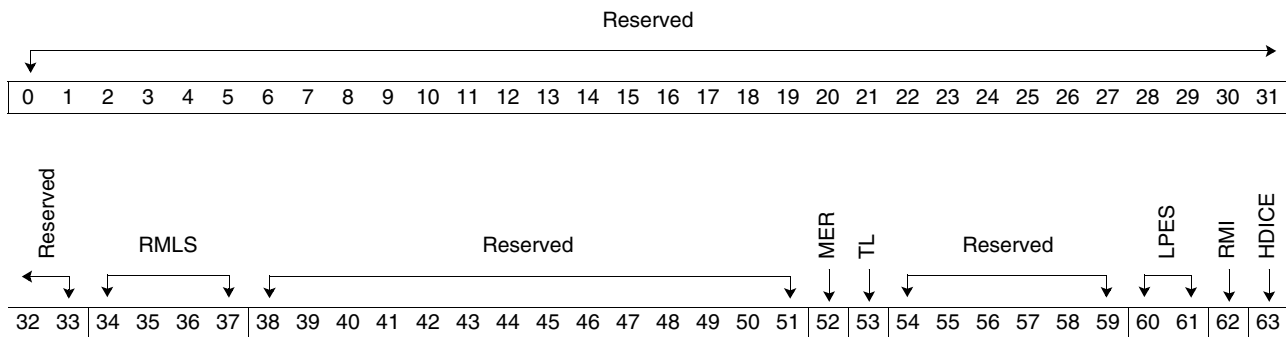 Reserved
0 1 2 3 4 5 6 7 8 9 10 11 12 13 14 15 16 17 18 19 20 21 22 23 24 25 26 27 28 29 30 31
Reserved RMLS Reserved MER TL Reserved LPES RMI HDICE
32 33 34 35 36 37 38 39 40 41 42 43 44 45 46 47 48 49 50 51 52 53 54 55 56 57 58 59 60 61 62 63